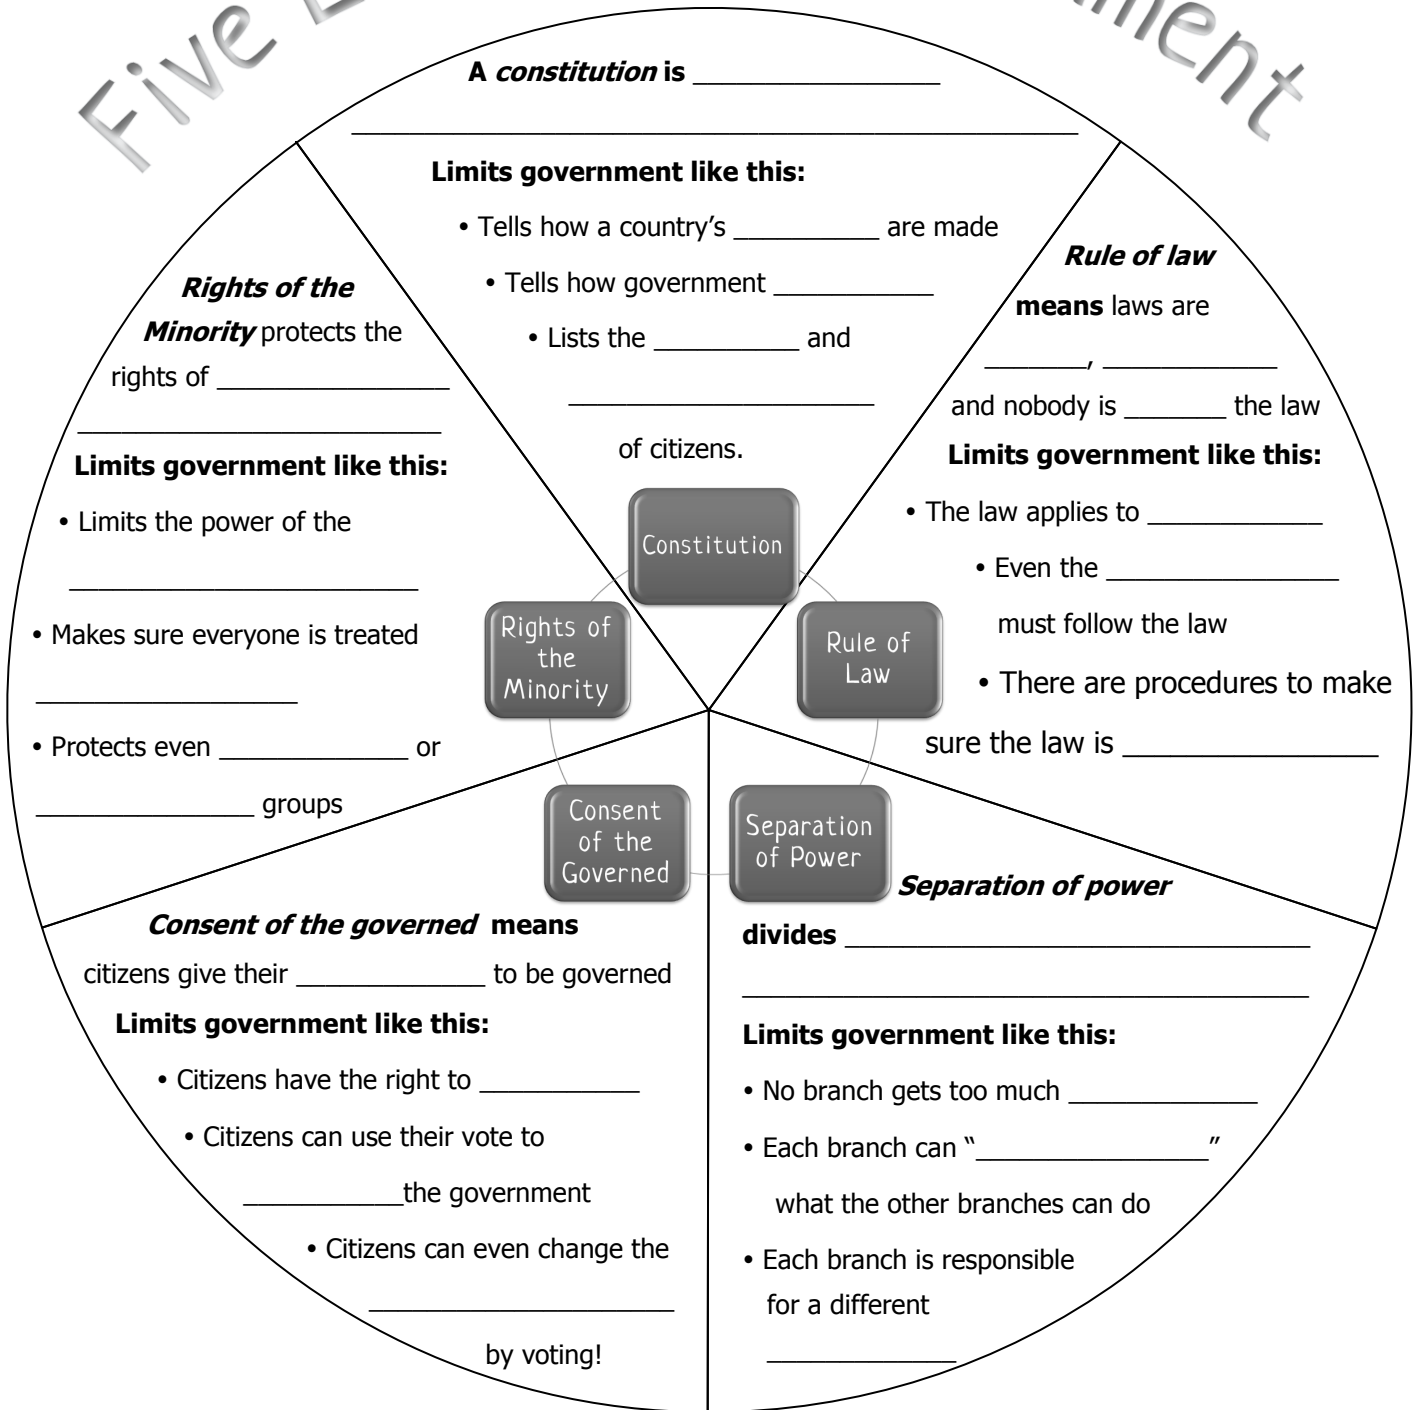 Five
ment
A constitution is _________________
__________________________________________________
Limits government like this:
• Tells how a country’s __________ are made
• Tells how government ___________
• Lists the __________ and
_____________________
of citizens.
Rule of law
means laws are
_______, ____________
and nobody is _______ the law
Limits government like this:
• The law applies to ____________
• Even the ________________
must follow the law
• There are procedures to make
sure the law is ________________
Separation of power
divides ________________________________
_______________________________________
Limits government like this:
• No branch gets too much _____________
• Each branch can “________________”
what the other branches can do
• Each branch is responsible
for a different
_____________
Consent of the governed means
citizens give their _____________ to be governed
Limits government like this:
• Citizens have the right to ___________
• Citizens can use their vote to
___________the government
• Citizens can even change the
_____________________
by voting!
Rights of the
Minority protects the
rights of ________________
_________________________
Limits government like this:
• Limits the power of the
________________________
• Makes sure everyone is treated
__________________
• Protects even _____________ or
_______________ groups
Constitution
Rule of
Law
Separation
of Power
Consent
of the
Governed
Rights of
the
Minority